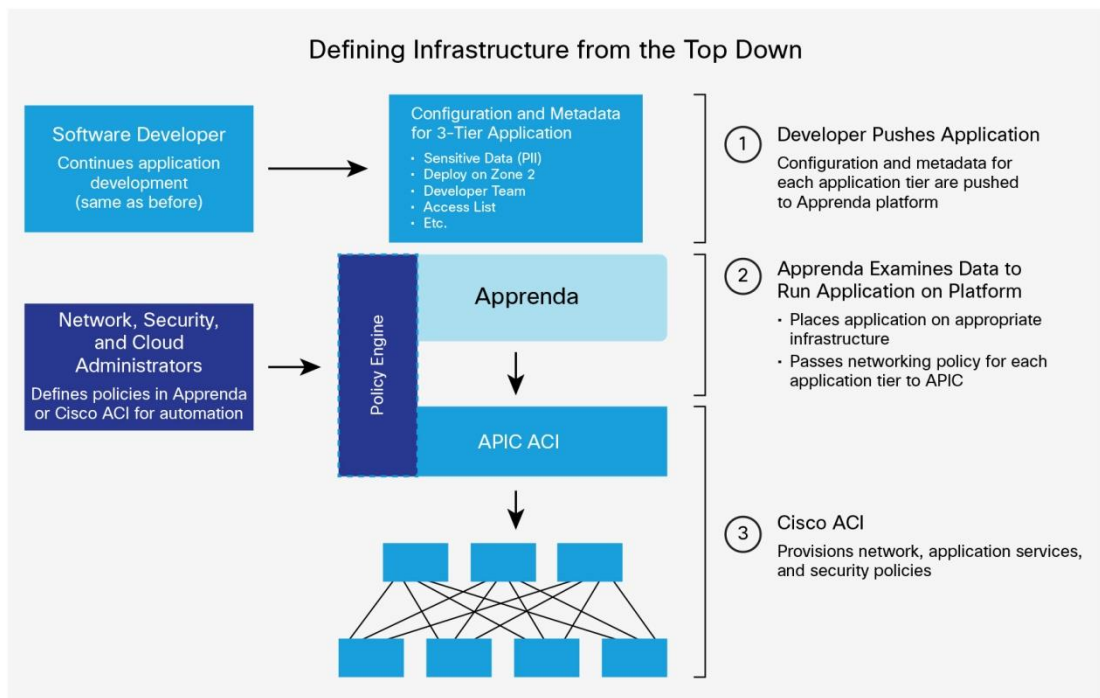 Defining Infrastructure from the Top Down
Software Developer
Continues application
development
(same as before)
Configuration and Metadata
for 3-Tier Application
• Sensitive Data (PII)
• Deploy on Zone 2
• Developer Team
• Access List
• Etc.
1
Developer Pushes Application
Configuration and metadata for
each application tier are pushed
to Apprenda platform
Network, Security,
and Cloud
Administrators
Defines policies in Apprenda
or Cisco ACI for automation
Policy Engine
Apprenda
APIC ACI
2
Apprenda Examines Data to
Run Application on Platform
• Places application on appropriate
infrastructure
• Passes networking policy for each
application tier to APIC
3
Cisco ACI
Provisions network, application services,
and security policies